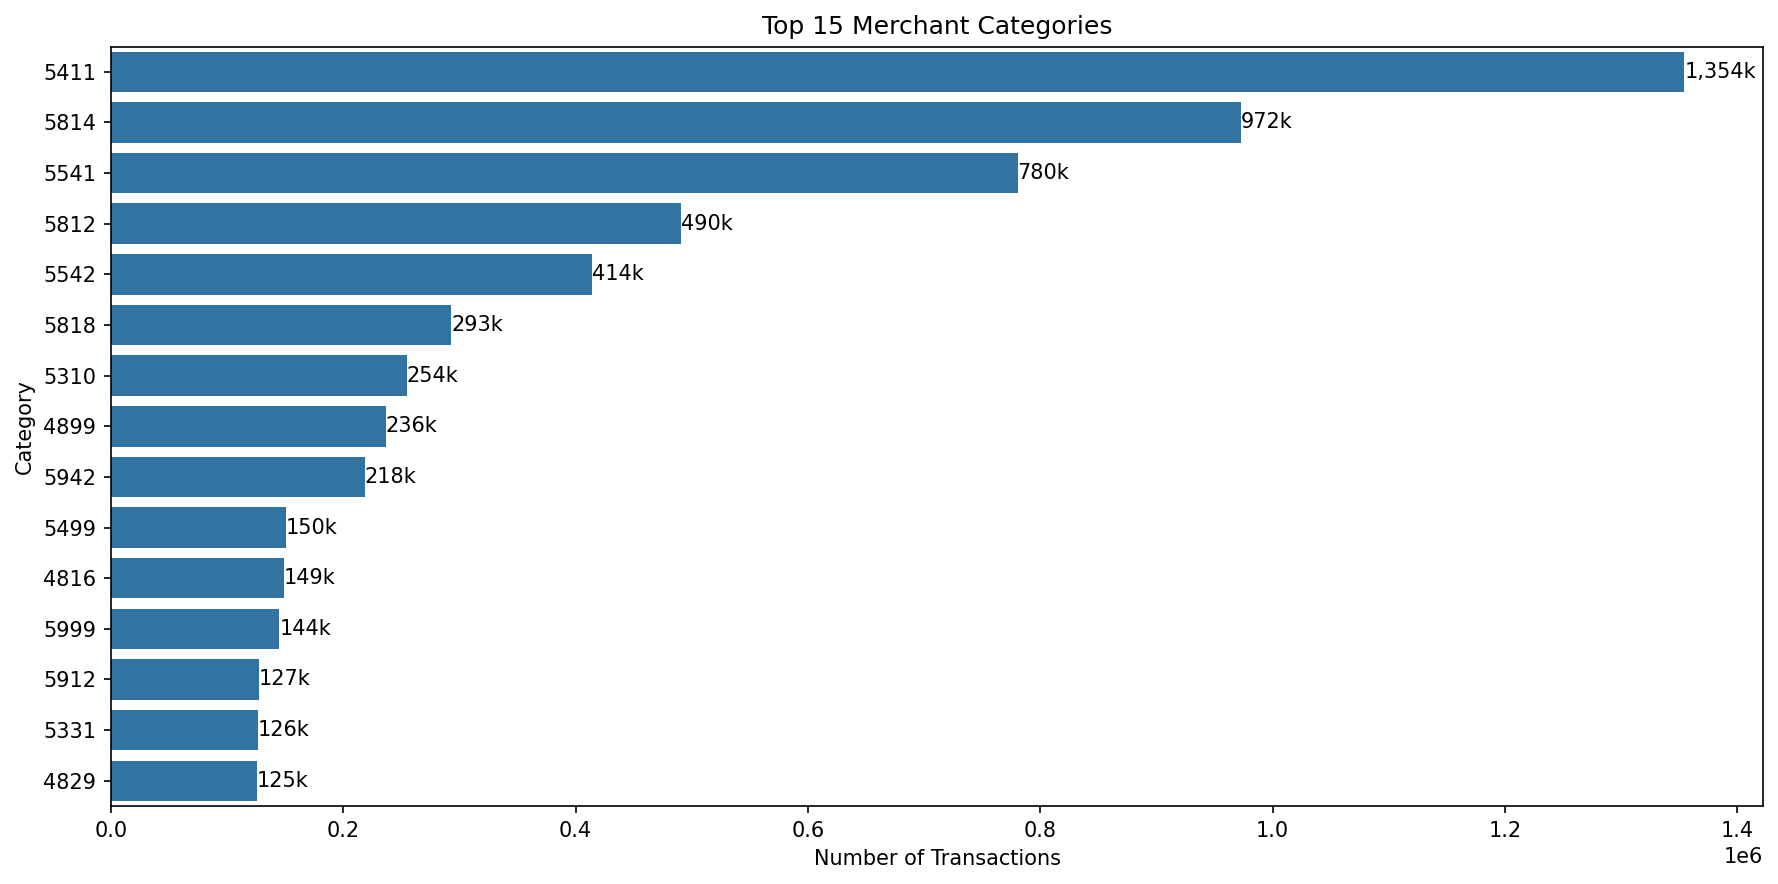 Top 15 Merchant Categories
Category
5411 1,354k
5814 972k
5541 780k
5812 490k
5542 414k
5818 293k
5310 254k
4899 236k
5942 218k
5499 150k
4816 149k
5999 144k
5912 127k
5331 126k
4829 125k
0.0 0.2 0.4 0.6 0.8 1.0 1.2 1.4
1e6
Number of Transactions